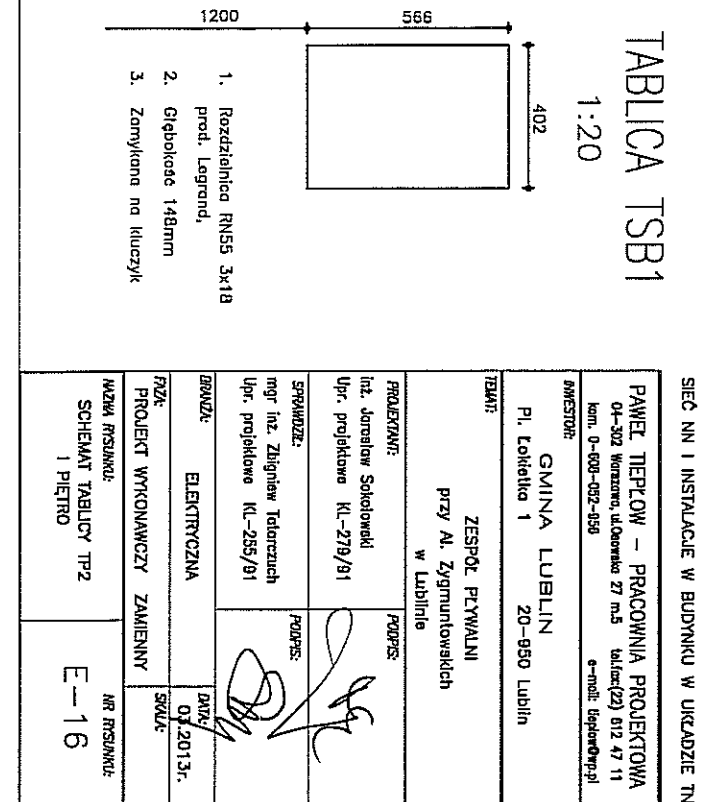 SIEĆ NN I INSTALACJE W BUDYNKU W UKŁADZIE TN
TABLICA TSB1
1:20
402
566
1200
1. Rozdzielnica RN55 3x18
prod. Legrand,
2. Głębokość 148mm
3. Zamykana na kluczyk
PAWEŁ TIEPŁOW – PRACOWNIA PROJEKTOWA
04-302 Warszawa, ul.Osowska 27 m.5 tel.fax:(22) 612 47 11
kom. 0-608-052-956 e-mail: tieplow@wp.pl
INWESTOR:
GMINA LUBLIN
Pl. Łokietka 1 20-950 Lublin
TEMAT:
ZESPÓŁ PŁYWALNI
przy Al. Zygmuntowskich
w Lublinie
PROJEKTANT: PODPIS:
inż. Jarosław Sokołowski
Upr. projektowe KL-279/91
SPRAWDZIŁ: PODPIS:
mgr inż. Zbigniew Tatarczuch
Upr. projektowe KL-255/91
BRANŻA: DATA:
ELEKTRYCZNA 03.2013r.
FAZA: SKALA:
PROJEKT WYKONAWCZY ZAMIENNY
NAZWA RYSUNKU: NR RYSUNKU:
SCHEMAT TABLICY TP2
1 PIĘTRO
E-16